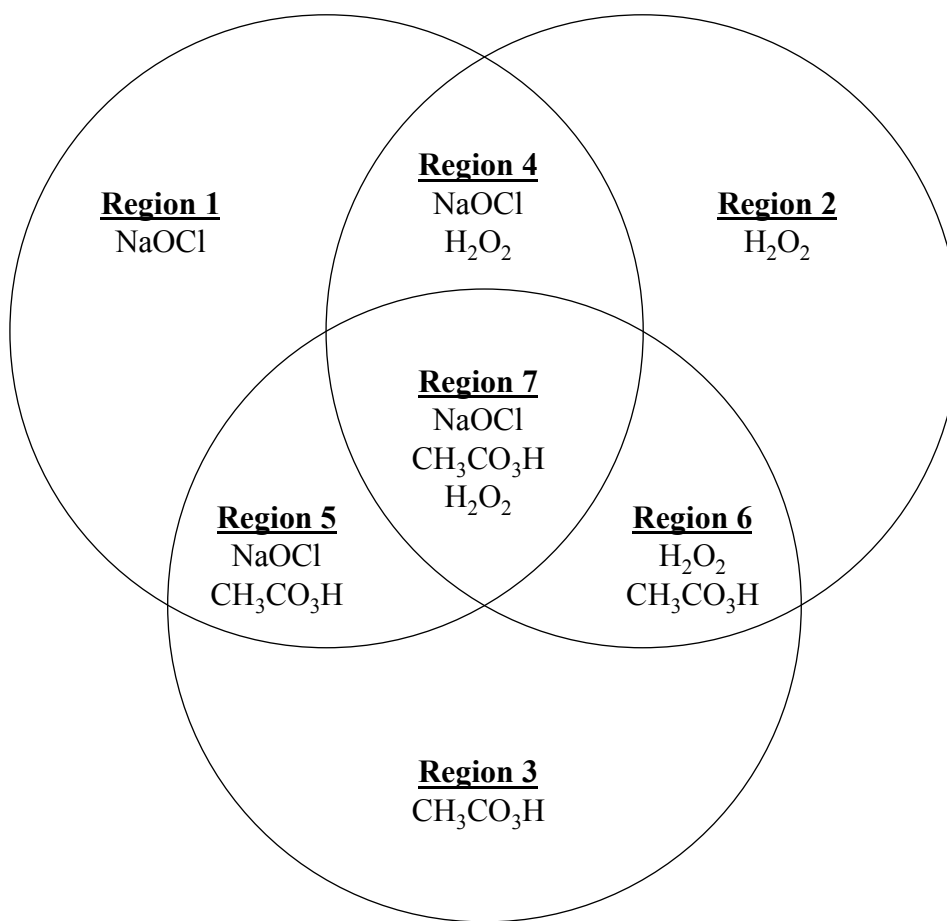 Region 1
NaOCl
Region 4
NaOCl
H₂O₂
Region 2
H₂O₂
Region 7
NaOCl
CH₃CO₃H
H₂O₂
Region 5
NaOCl
CH₃CO₃H
Region 6
H₂O₂
CH₃CO₃H
Region 3
CH₃CO₃H